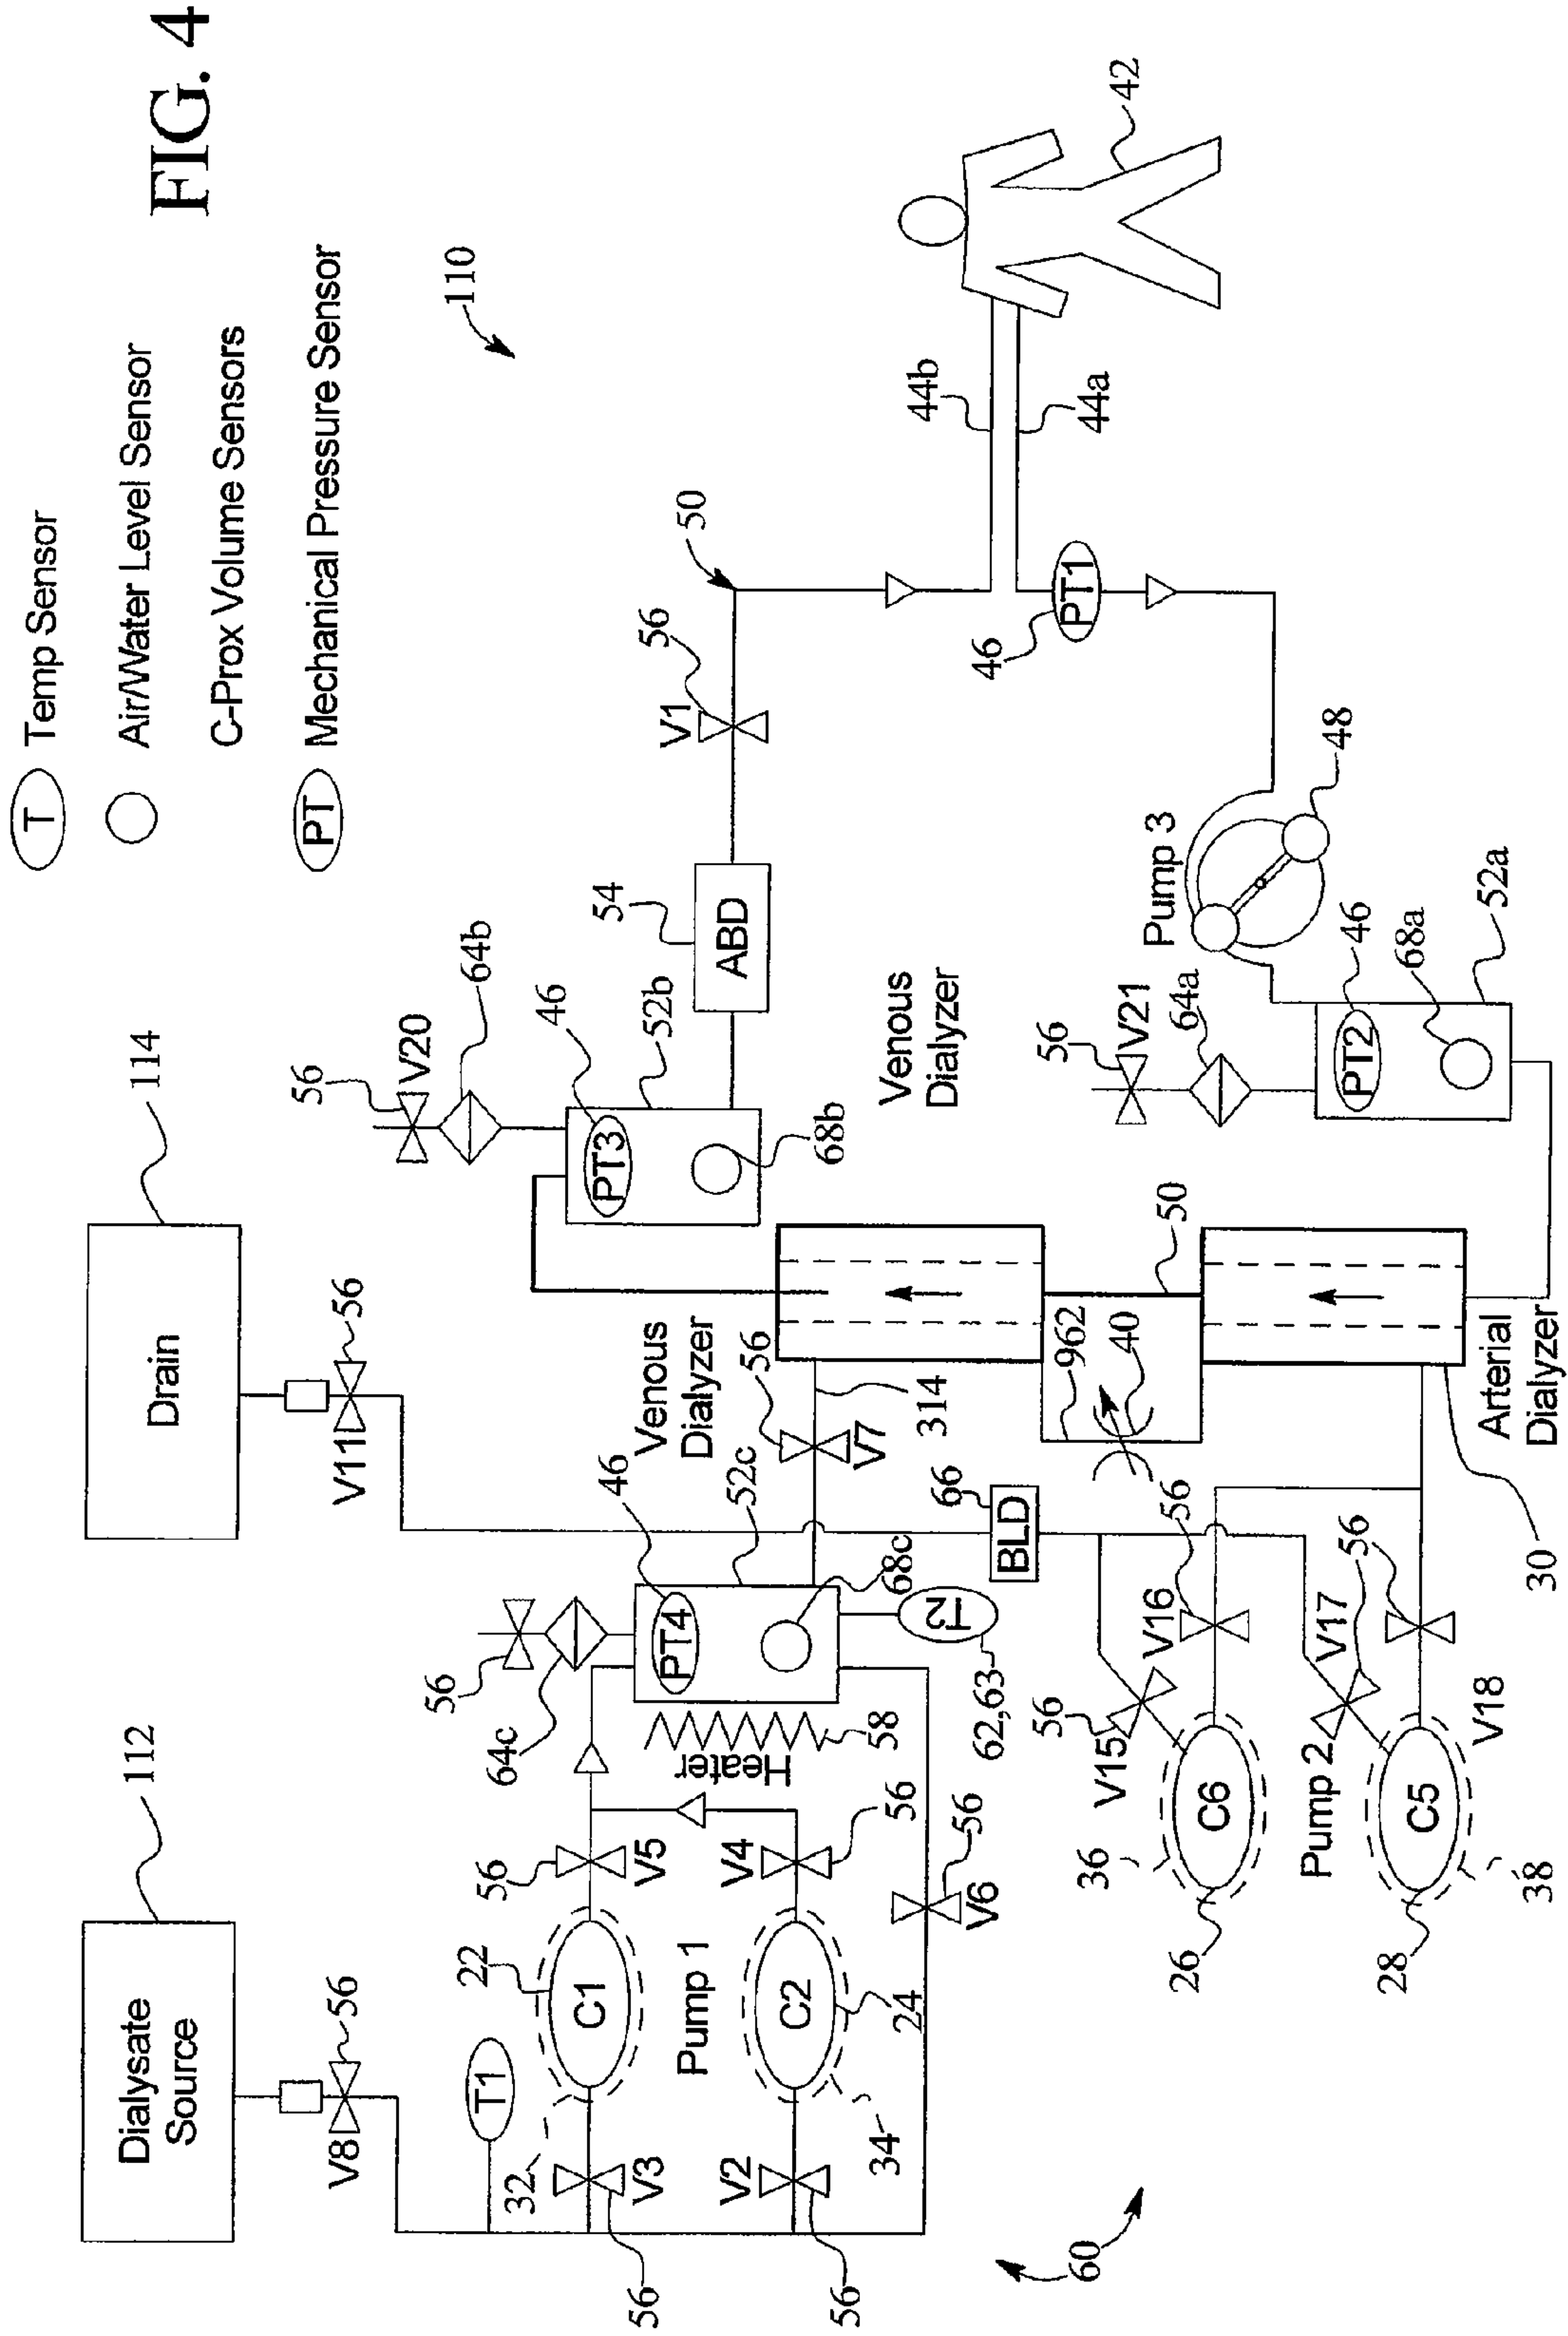 FIG. 4
T Temp Sensor
Air/Water Level Sensor
C-Prox Volume Sensors
PT Mechanical Pressure Sensor
110
112
Dialysate
Source
V8
56
114
Drain
V11
56
T1
32
22
C1
V3
56
56
V5
Pump 1
V2
56
34
C2
24
V4
56
V6
56
60
56
64c
46
PT4
52c
68c
Heater
58
T2
62,63
Venous
Dialyzer
56
V7
314
66
BLD
56
V20
64b
46
PT3
52b
68b
54
ABD
V1
56
50
44b
44a
42
46
PT1
Venous
Dialyzer
962
40
50
56
V21
64a
46
PT2
68a
52a
Pump 3
48
Arterial
Dialyzer
30
56
V15
V16
56
36
C6
26
Pump 2
V17
56
V18
C5
28
38